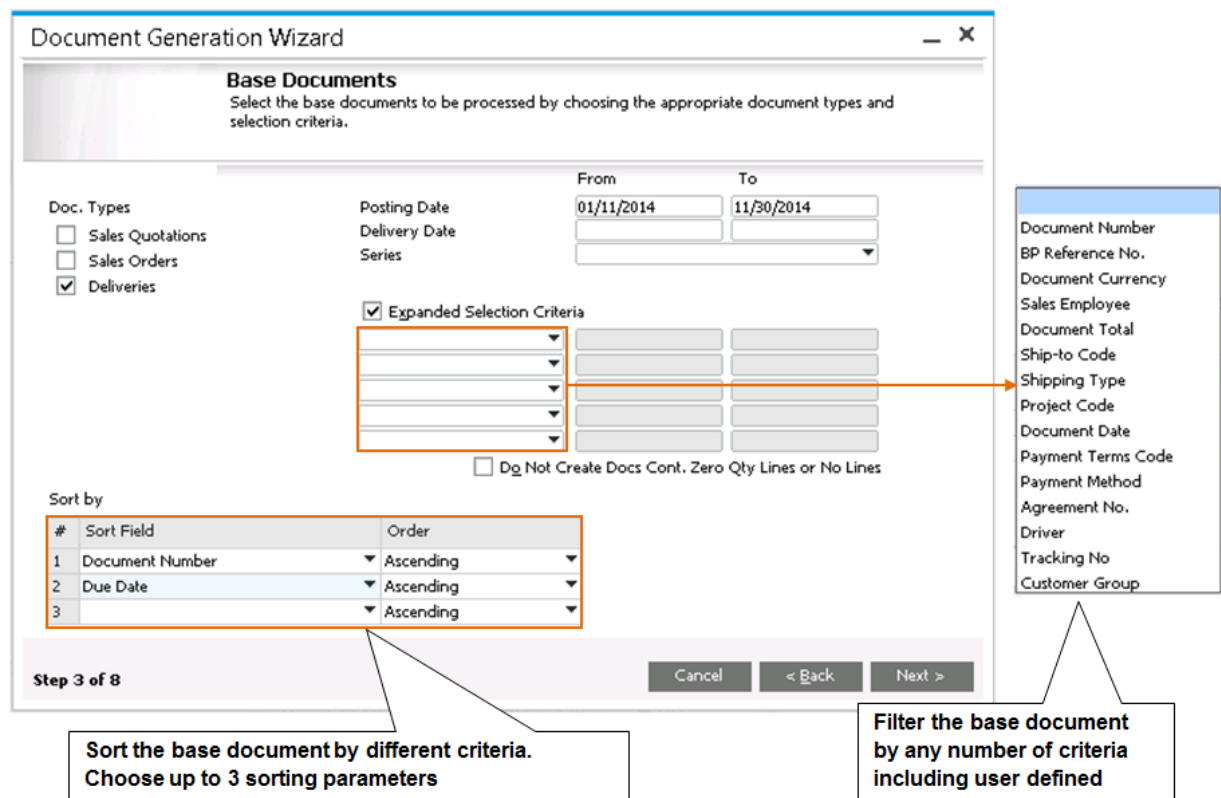 Document Generation Wizard
Base Documents
Select the base documents to be processed by choosing the appropriate document types and
selection criteria.
From To
Doc. Types
Sales Quotations
Sales Orders
Deliveries
Posting Date 01/11/2014 11/30/2014
Delivery Date
Series
Expanded Selection Criteria
Do Not Create Docs Cont. Zero Qty Lines or No Lines
Sort by
# Sort Field Order
1 Document Number Ascending
2 Due Date Ascending
3 Ascending
Step 3 of 8
Cancel < Back Next >
Document Number
BP Reference No.
Document Currency
Sales Employee
Document Total
Ship-to Code
Shipping Type
Project Code
Document Date
Payment Terms Code
Payment Method
Agreement No.
Driver
Tracking No
Customer Group
Sort the base document by different criteria.
Choose up to 3 sorting parameters
Filter the base document
by any number of criteria
including user defined